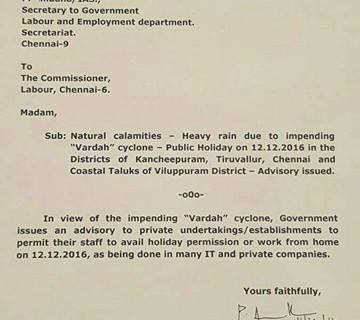 Secretary to Government
Labour and Employment department.
Secretariat.
Chennai-9
To
The Commissioner,
Labour, Chennai-6.
Madam,
Sub: Natural calamities – Heavy rain due to impending
"Vardah" cyclone – Public Holiday on 12.12.2016 in the
Districts of Kancheepuram, Tiruvallur, Chennai and
Coastal Taluks of Viluppuram District – Advisory issued.
-o0o-
In view of the impending "Vardah" cyclone, Government
issues an advisory to private undertakings/establishments to
permit their staff to avail holiday permission or work from home
on 12.12.2016, as being done in many IT and private companies.
Yours faithfully,